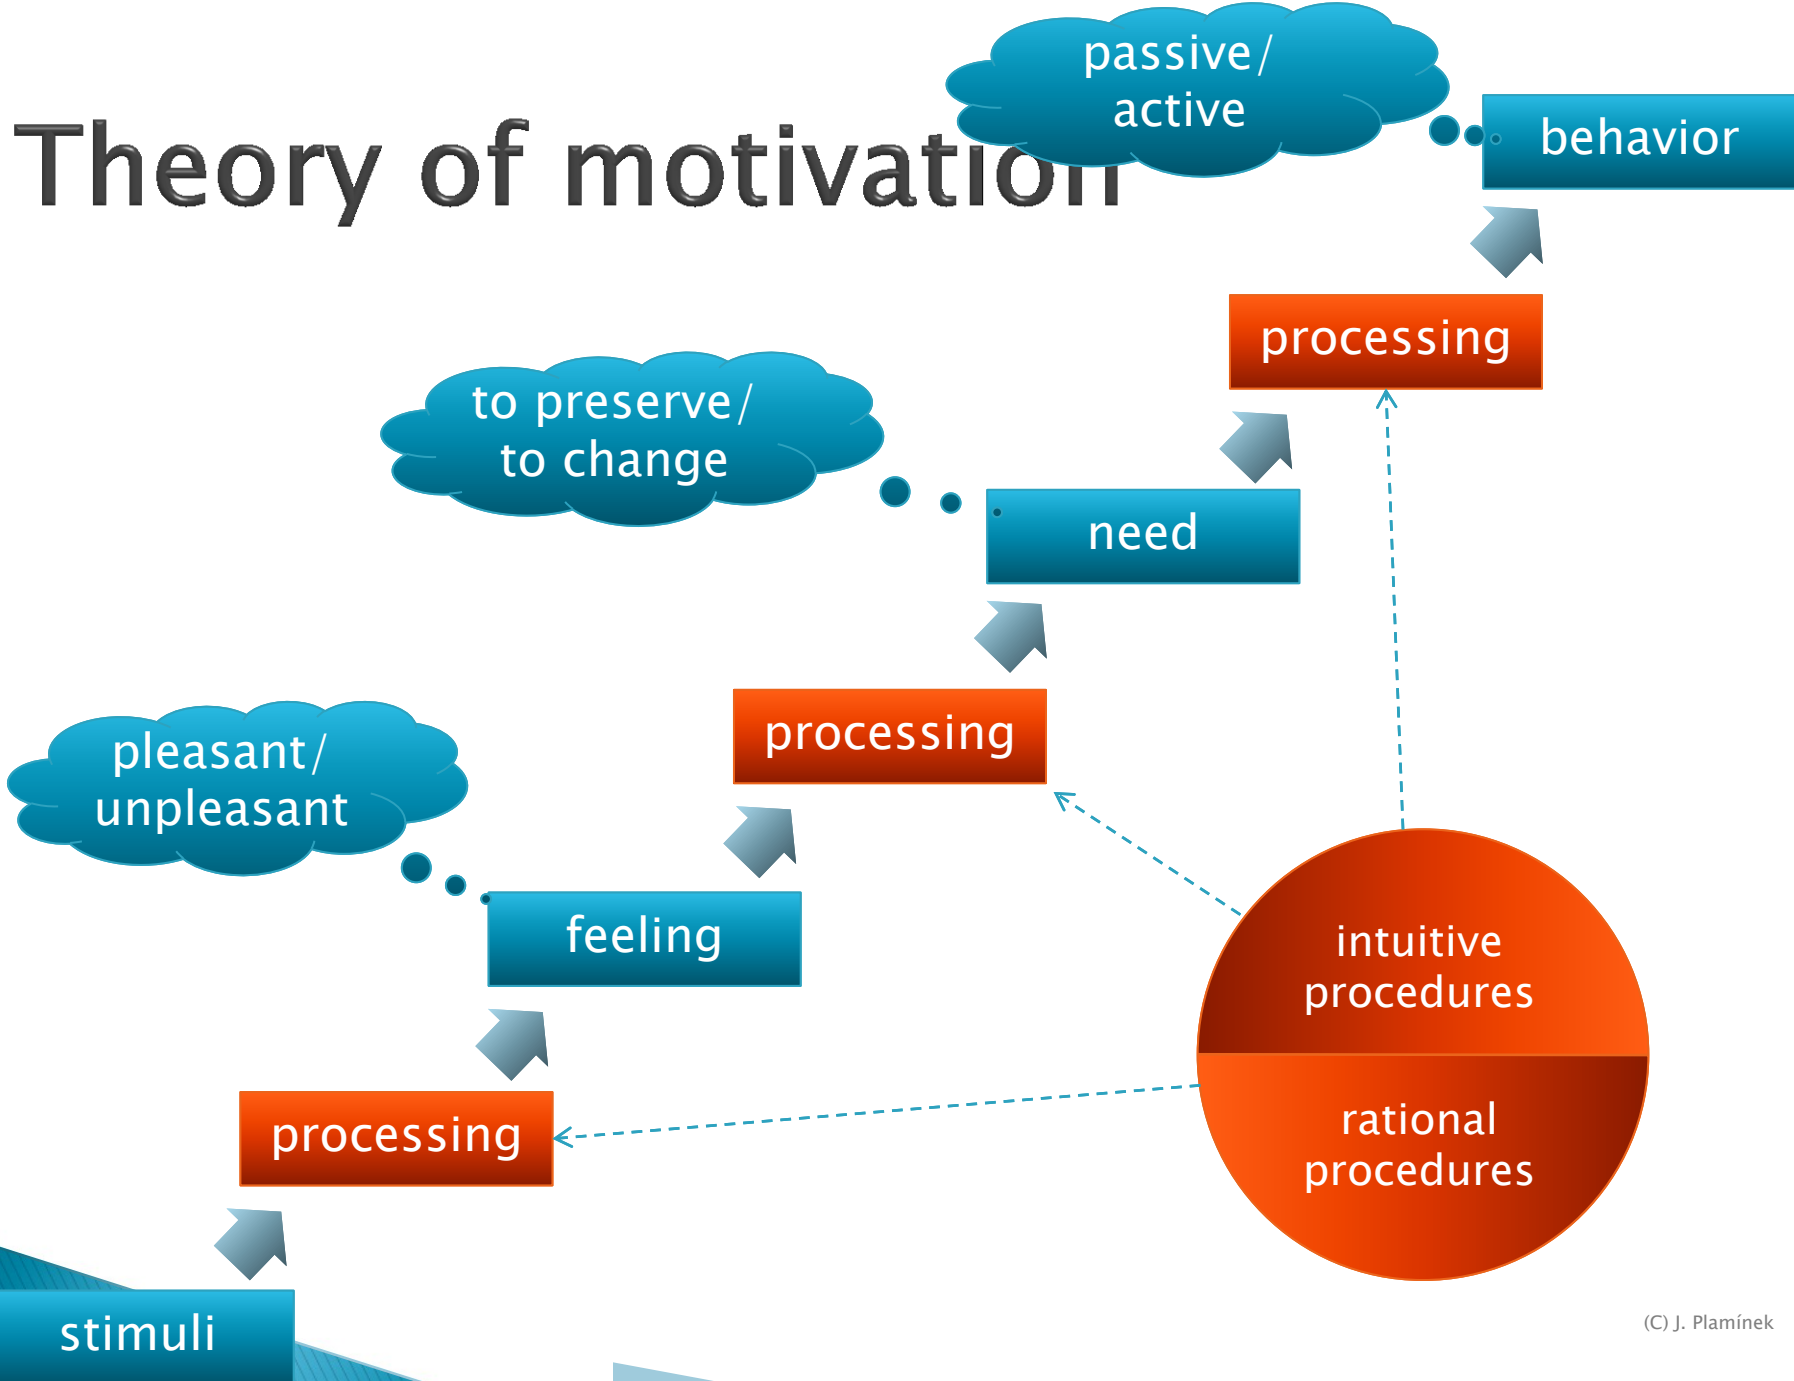 Theory of motivation
passive/
active
behavior
processing
to preserve/
to change
need
processing
pleasant/
unpleasant
feeling
intuitive
procedures
processing
rational
procedures
stimuli
(C) J. Plamínek